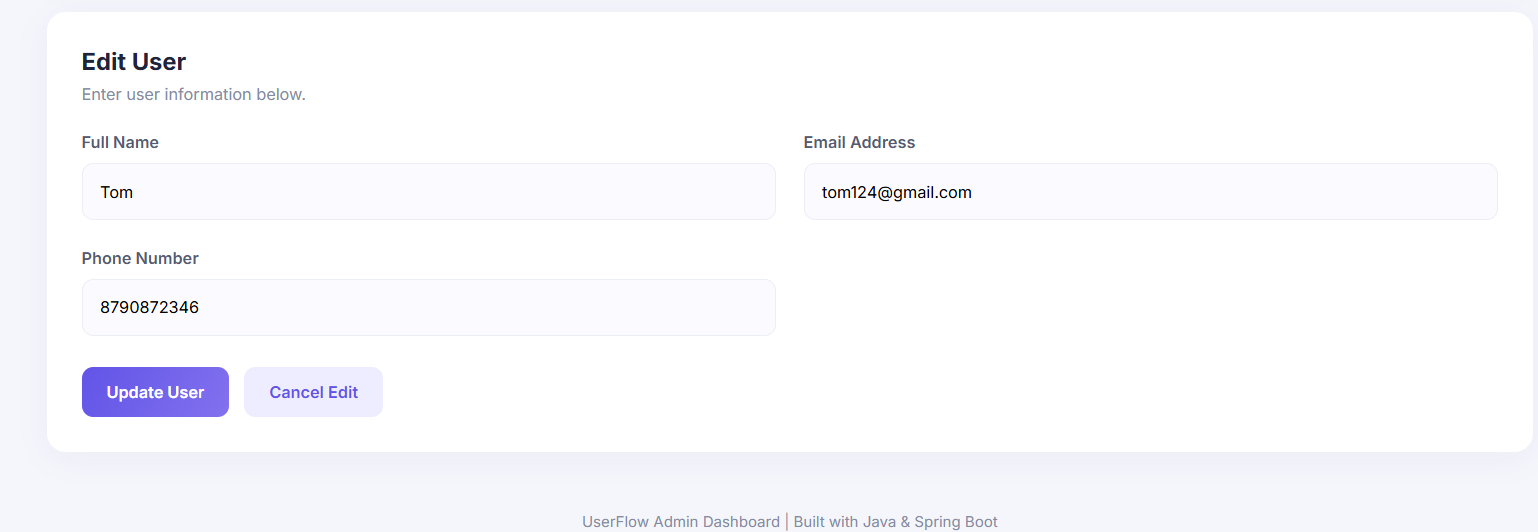 Edit User
Enter user information below.
Full Name
Email Address
Tom
tom124@gmail.com
Phone Number
8790872346
Update User
Cancel Edit
UserFlow Admin Dashboard | Built with Java & Spring Boot